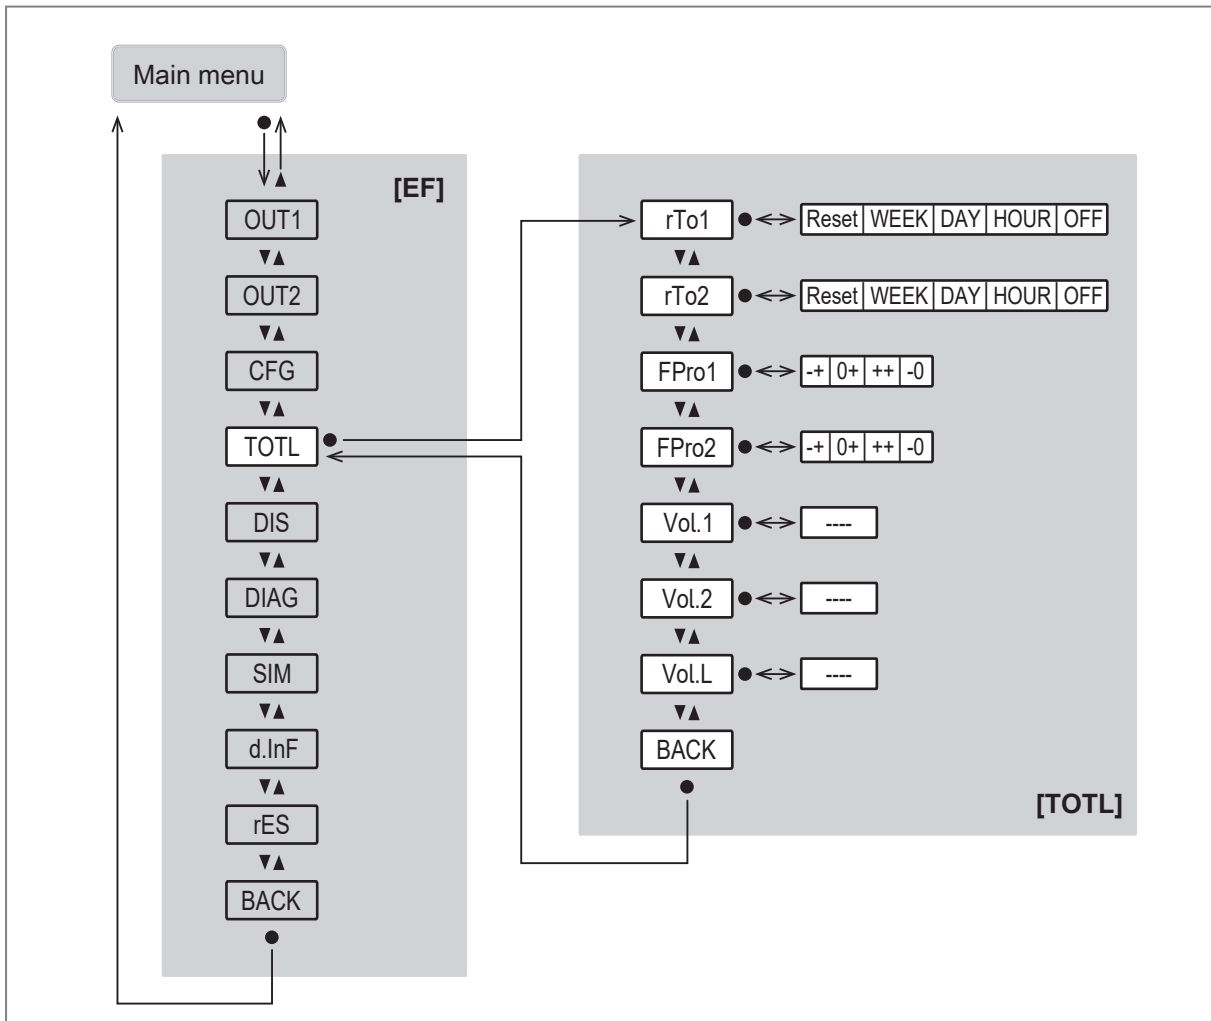 Main menu
[EF]
OUT1
OUT2
CFG
TOTL
DIS
DIAG
SIM
d.InF
rES
BACK
rTo1 Reset WEEK DAY HOUR OFF
rTo2 Reset WEEK DAY HOUR OFF
FPro1 -+ 0+ ++ -0
FPro2 -+ 0+ ++ -0
Vol.1 ----
Vol.2 ----
Vol.L ----
BACK
[TOTL]